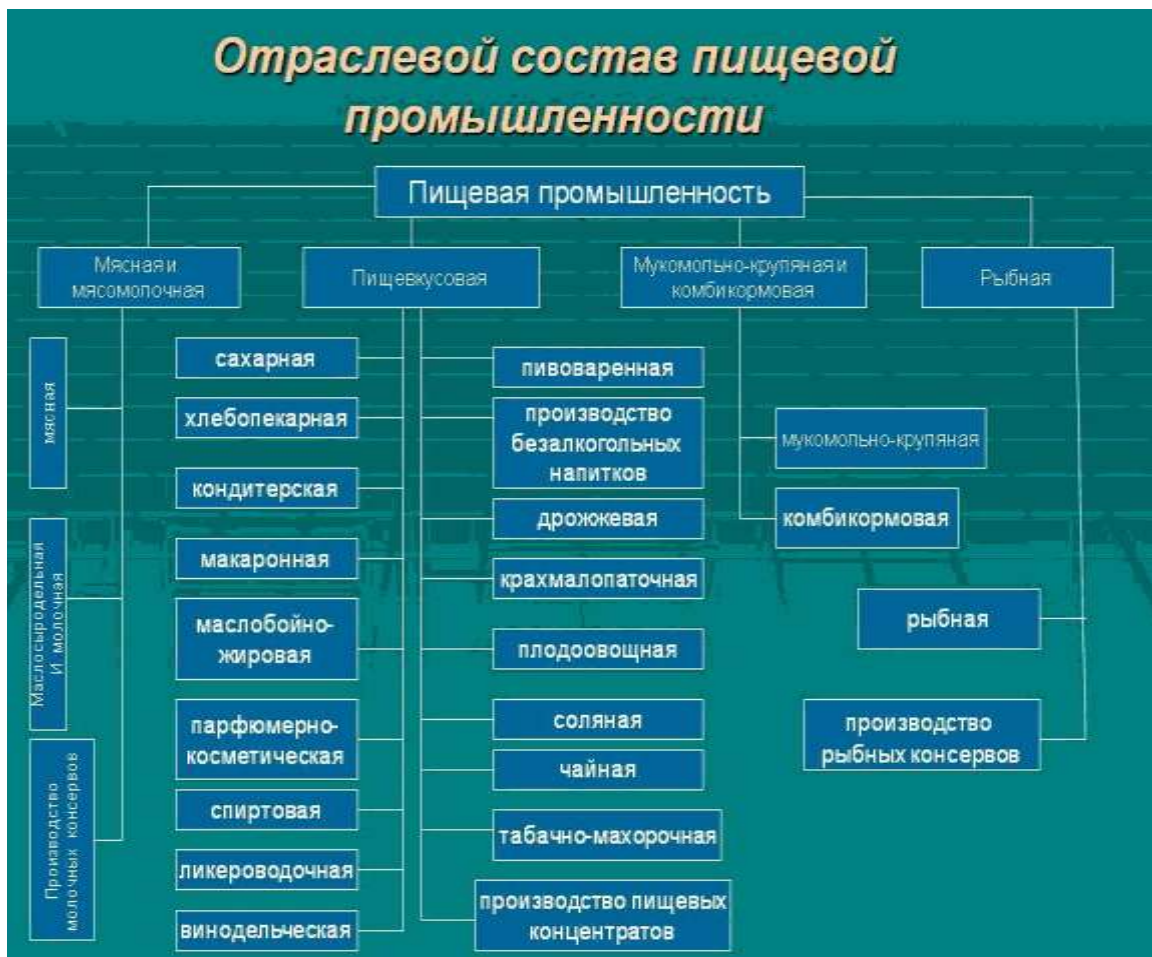 Отраслевой состав пищевой
промышленности
Пищевая промышленность
Мясная и
мясомолочная
Пищевкусовая
Мукомольно-крупяная и
комбикормовая
Рыбная
мясная
Маслосыродельная
И молочная
Производство
молочных консервов
сахарная
хлебопекарная
кондитерская
макаронная
маслобойно-
жировая
парфюмерно-
косметическая
спиртовая
ликероводочная
винодельческая
пивоваренная
производство
безалкогольных
напитков
дрожжевая
крахмалопаточная
плодоовощная
соляная
чайная
табачно-махорочная
производство пищевых
концентратов
мукомольно-крупяная
комбикормовая
рыбная
производство
рыбных консервов